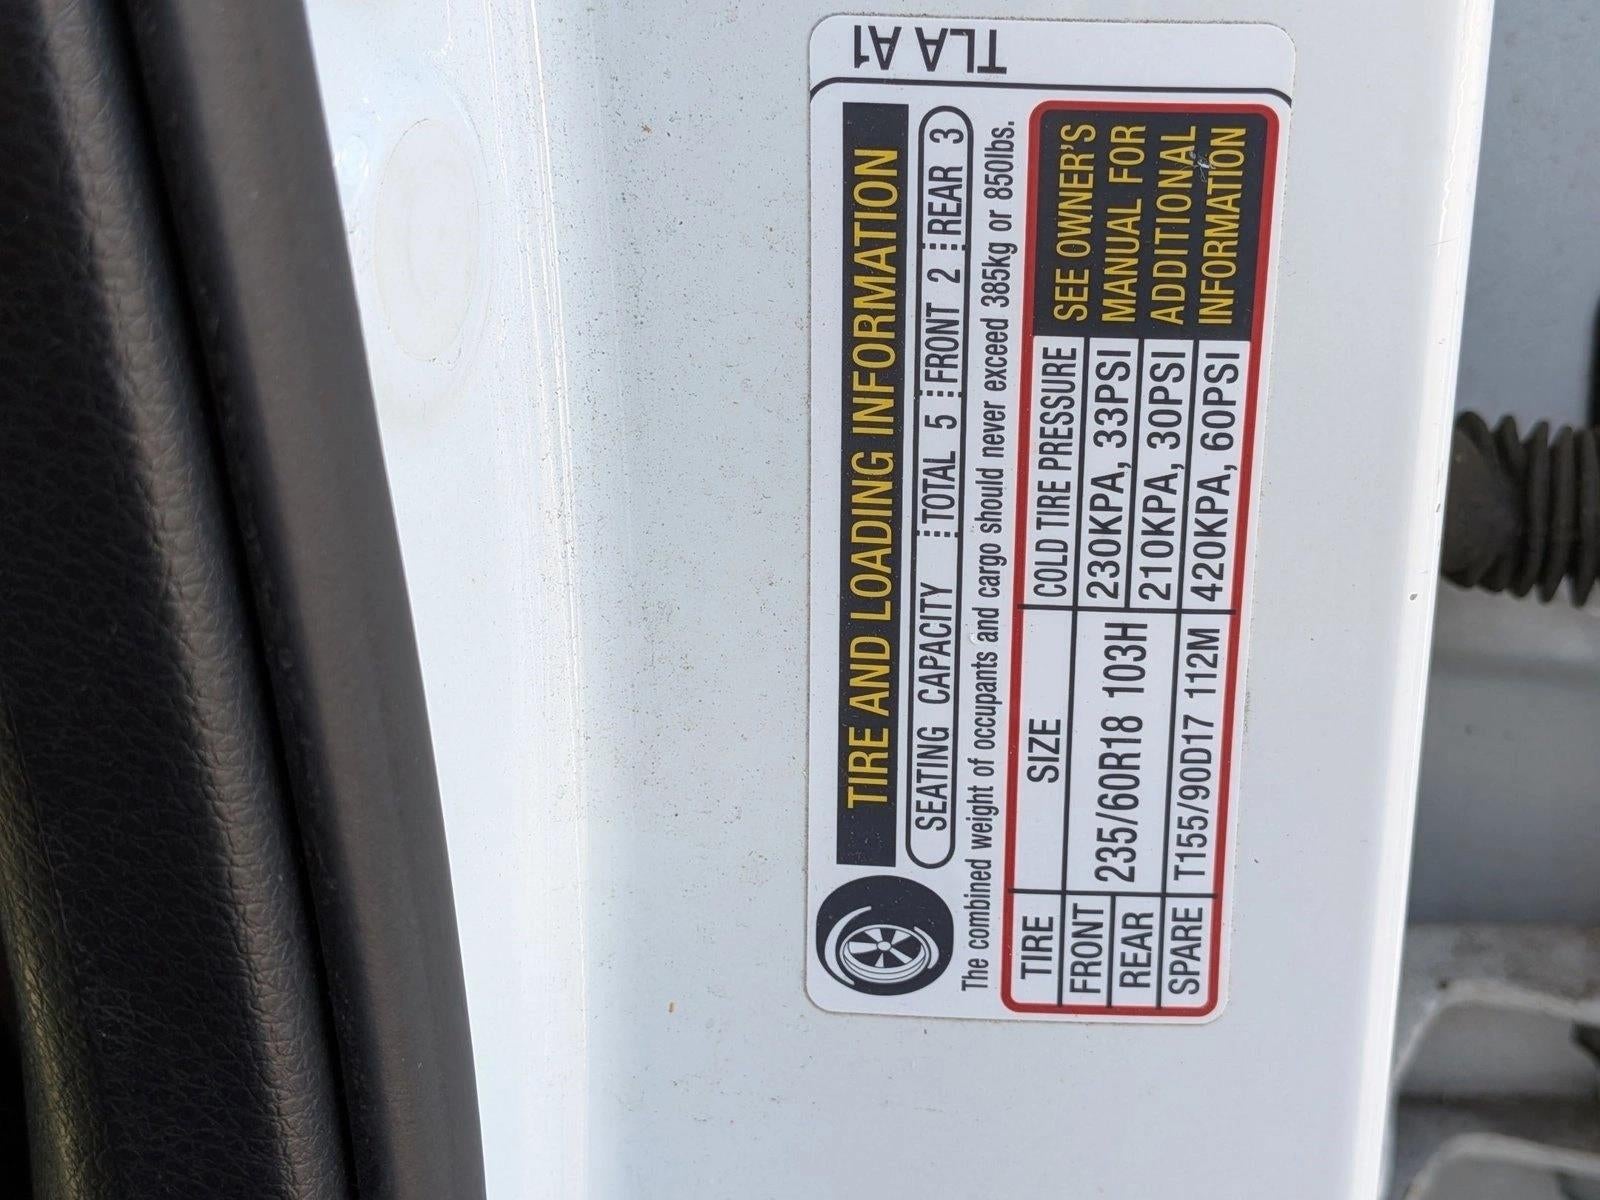 TLA A1
TIRE AND LOADING INFORMATION
SEATING CAPACITY TOTAL 5 FRONT 2 REAR 3
The combined weight of occupants and cargo should never exceed 385kg or 850lbs.
TIRE SIZE COLD TIRE PRESSURE
FRONT 235/60R18 103H 230KPA, 33PSI
REAR 210KPA, 30PSI
SPARE T155/90D17 112M 420KPA, 60PSI
SEE OWNER'S
MANUAL FOR
ADDITIONAL
INFORMATION